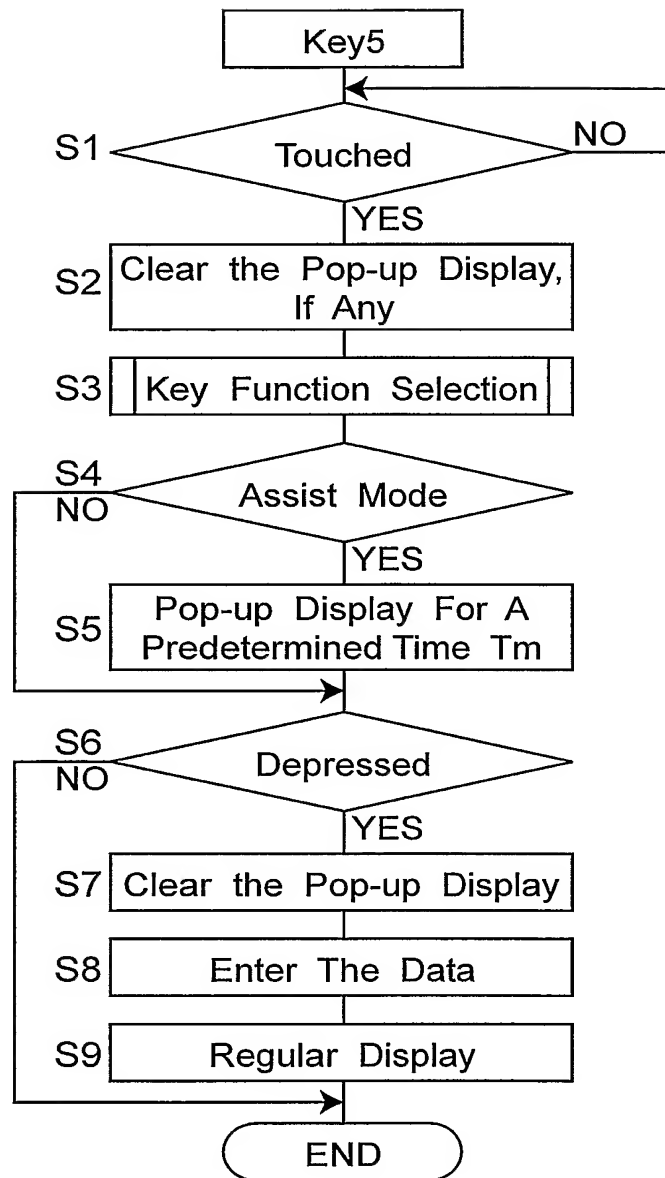 Key5
S1
Touched
NO
YES
S2
Clear the Pop-up Display,
If Any
S3
Key Function Selection
S4
NO
Assist Mode
YES
S5
Pop-up Display For A
Predetermined Time Tm
S6
NO
Depressed
YES
S7
Clear the Pop-up Display
S8
Enter The Data
S9
Regular Display
END